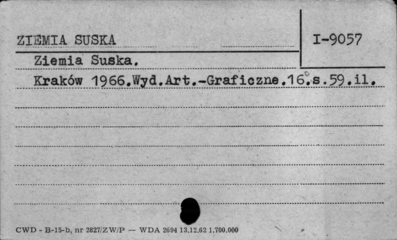 ZIEMIA SUSKA
I-9057
Ziemia Suska.
Kraków 1966.Wyd.Art.-Graficzne.16°.s.59.il.
CWD - B-15-b, nr 2827/ZW/P — WDA 2694 13.12.62 1.700.000